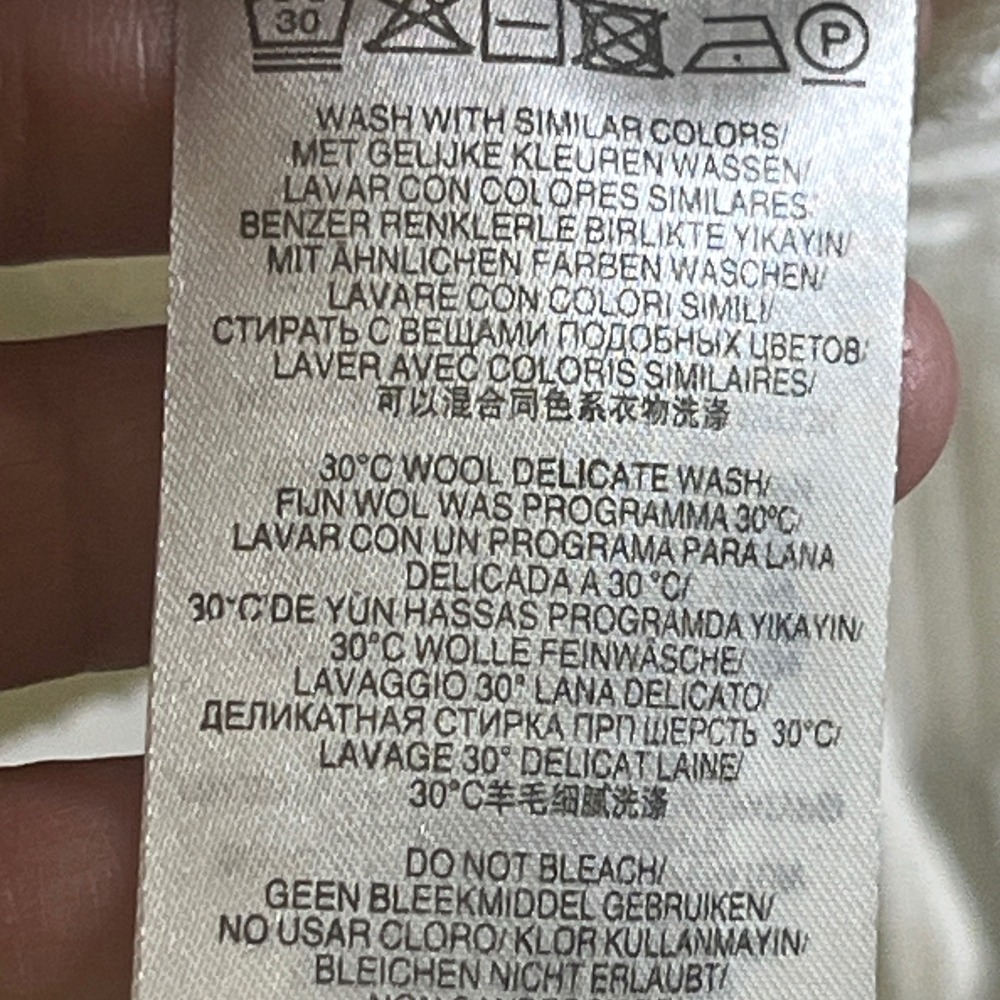 30
P
WASH WITH SIMILAR COLORS/
MET GELIJKE KLEUREN WASSEN/
LAVAR CON COLORES SIMILARES
BENZER RENKLERLE BIRLIKTE YIKAYIN/
MIT ÄHNLICHEN FARBEN WASCHEN/
LAVARE CON COLORI SIMILI/
СТИРАТЬ С ВЕЩАМИ ПОДОБНЫХ ЦВЕТОВ/
LAVER AVEC COLORIS SIMILAIRES/
可以混合同色系衣物洗涤
30°C WOOL DELICATE WASH/
FIJN WOL WAS PROGRAMMA 30°C/
LAVAR CON UN PROGRAMA PARA LANA
DELICADA A 30 °C/
30°C'DE YÜN HASSAS PROGRAMDA YIKAYIN/
30°C WOLLE FEINWÄSCHE/
LAVAGGIO 30° LANA DELICATO/
ДЕЛИКАТНАЯ СТИРКА ПРП ШЕРСТЬ 30°C/
LAVAGE 30° DELICAT LAINE/
30°C羊毛细腻洗涤
DO NOT BLEACH/
GEEN BLEEKMIDDEL GEBRUIKEN/
NO USAR CLORO/ KLOR KULLANMAYIN/
BLEICHEN NICHT ERLAUBT/